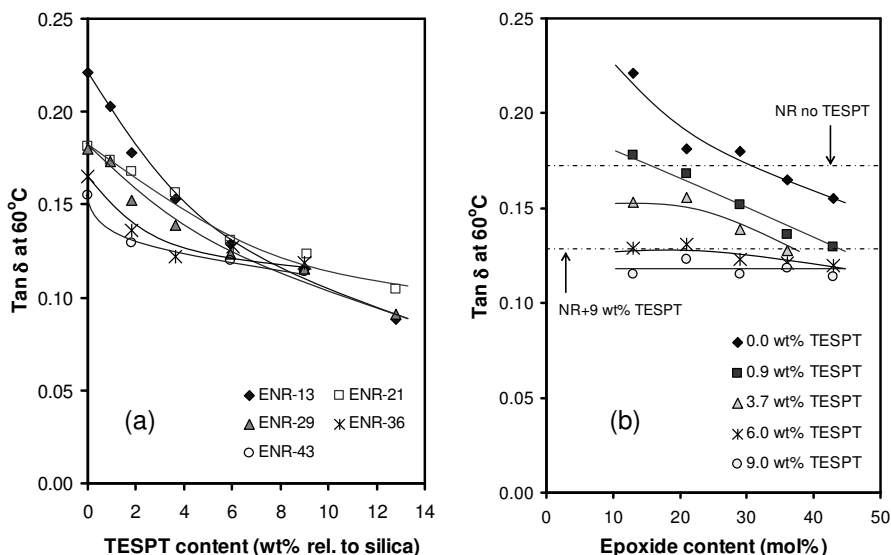 0.25
0.20
0.15
0.10
0.05
0.00
Tan δ at 60°C
0 2 4 6 8 10 12 14
TESPT content (wt% rel. to silica)
(a)
ENR-13 ENR-21
ENR-29 ENR-36
ENR-43
0.25
0.20
0.15
0.10
0.05
0.00
Tan δ at 60°C
0 10 20 30 40 50
Epoxide content (mol%)
NR no TESPT
NR+9 wt% TESPT
(b)
0.0 wt% TESPT
0.9 wt% TESPT
3.7 wt% TESPT
6.0 wt% TESPT
9.0 wt% TESPT